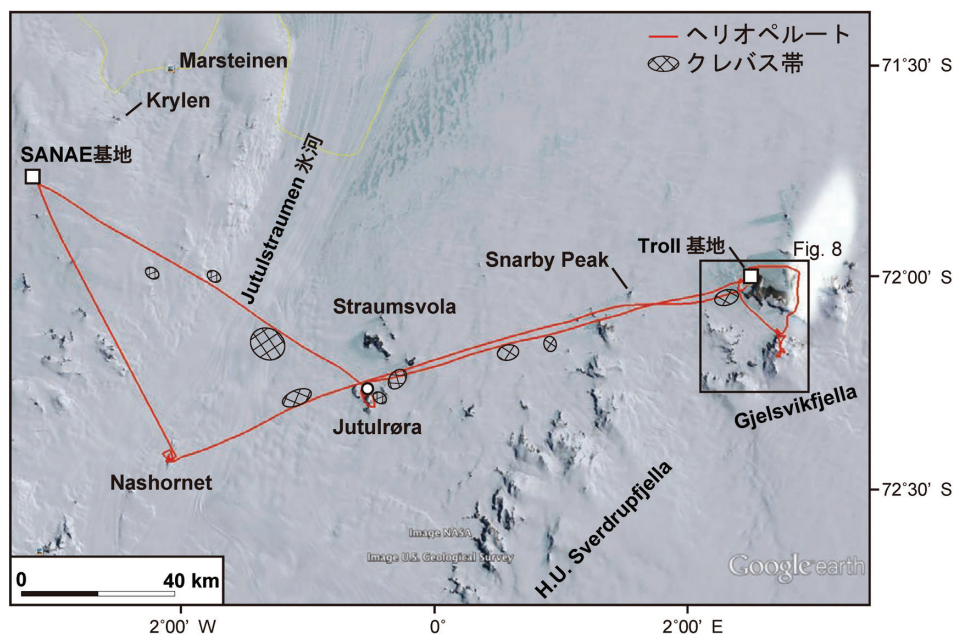 ヘリオペルート
クレバス帯
Marsteinen
Krylen
SANAE基地
Jutulstraumen 氷河
Troll 基地
Fig. 8
Snarby Peak
Straumsvola
Jutulrøra
Gjelsvikfjella
Nashornet
H.U. Sverdrupfjella
Image NASA
Image U.S. Geological Survey
Google earth
0 40 km
71°30' S
72°00' S
72°30' S
2°00' W
0°
2°00' E